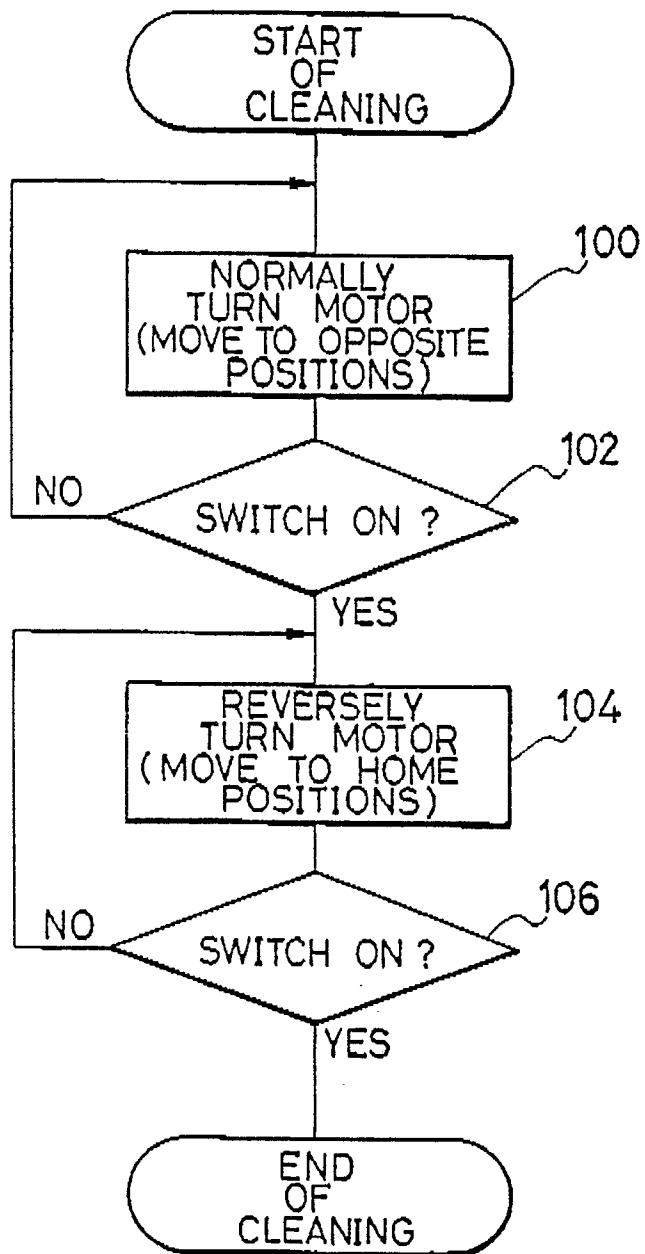 START
OF
CLEANING
100
NORMALLY
TURN MOTOR
(MOVE TO OPPOSITE
POSITIONS)
102
NO
SWITCH ON ?
YES
104
REVERSELY
TURN MOTOR
(MOVE TO HOME
POSITIONS)
106
NO
SWITCH ON ?
YES
END
OF
CLEANING